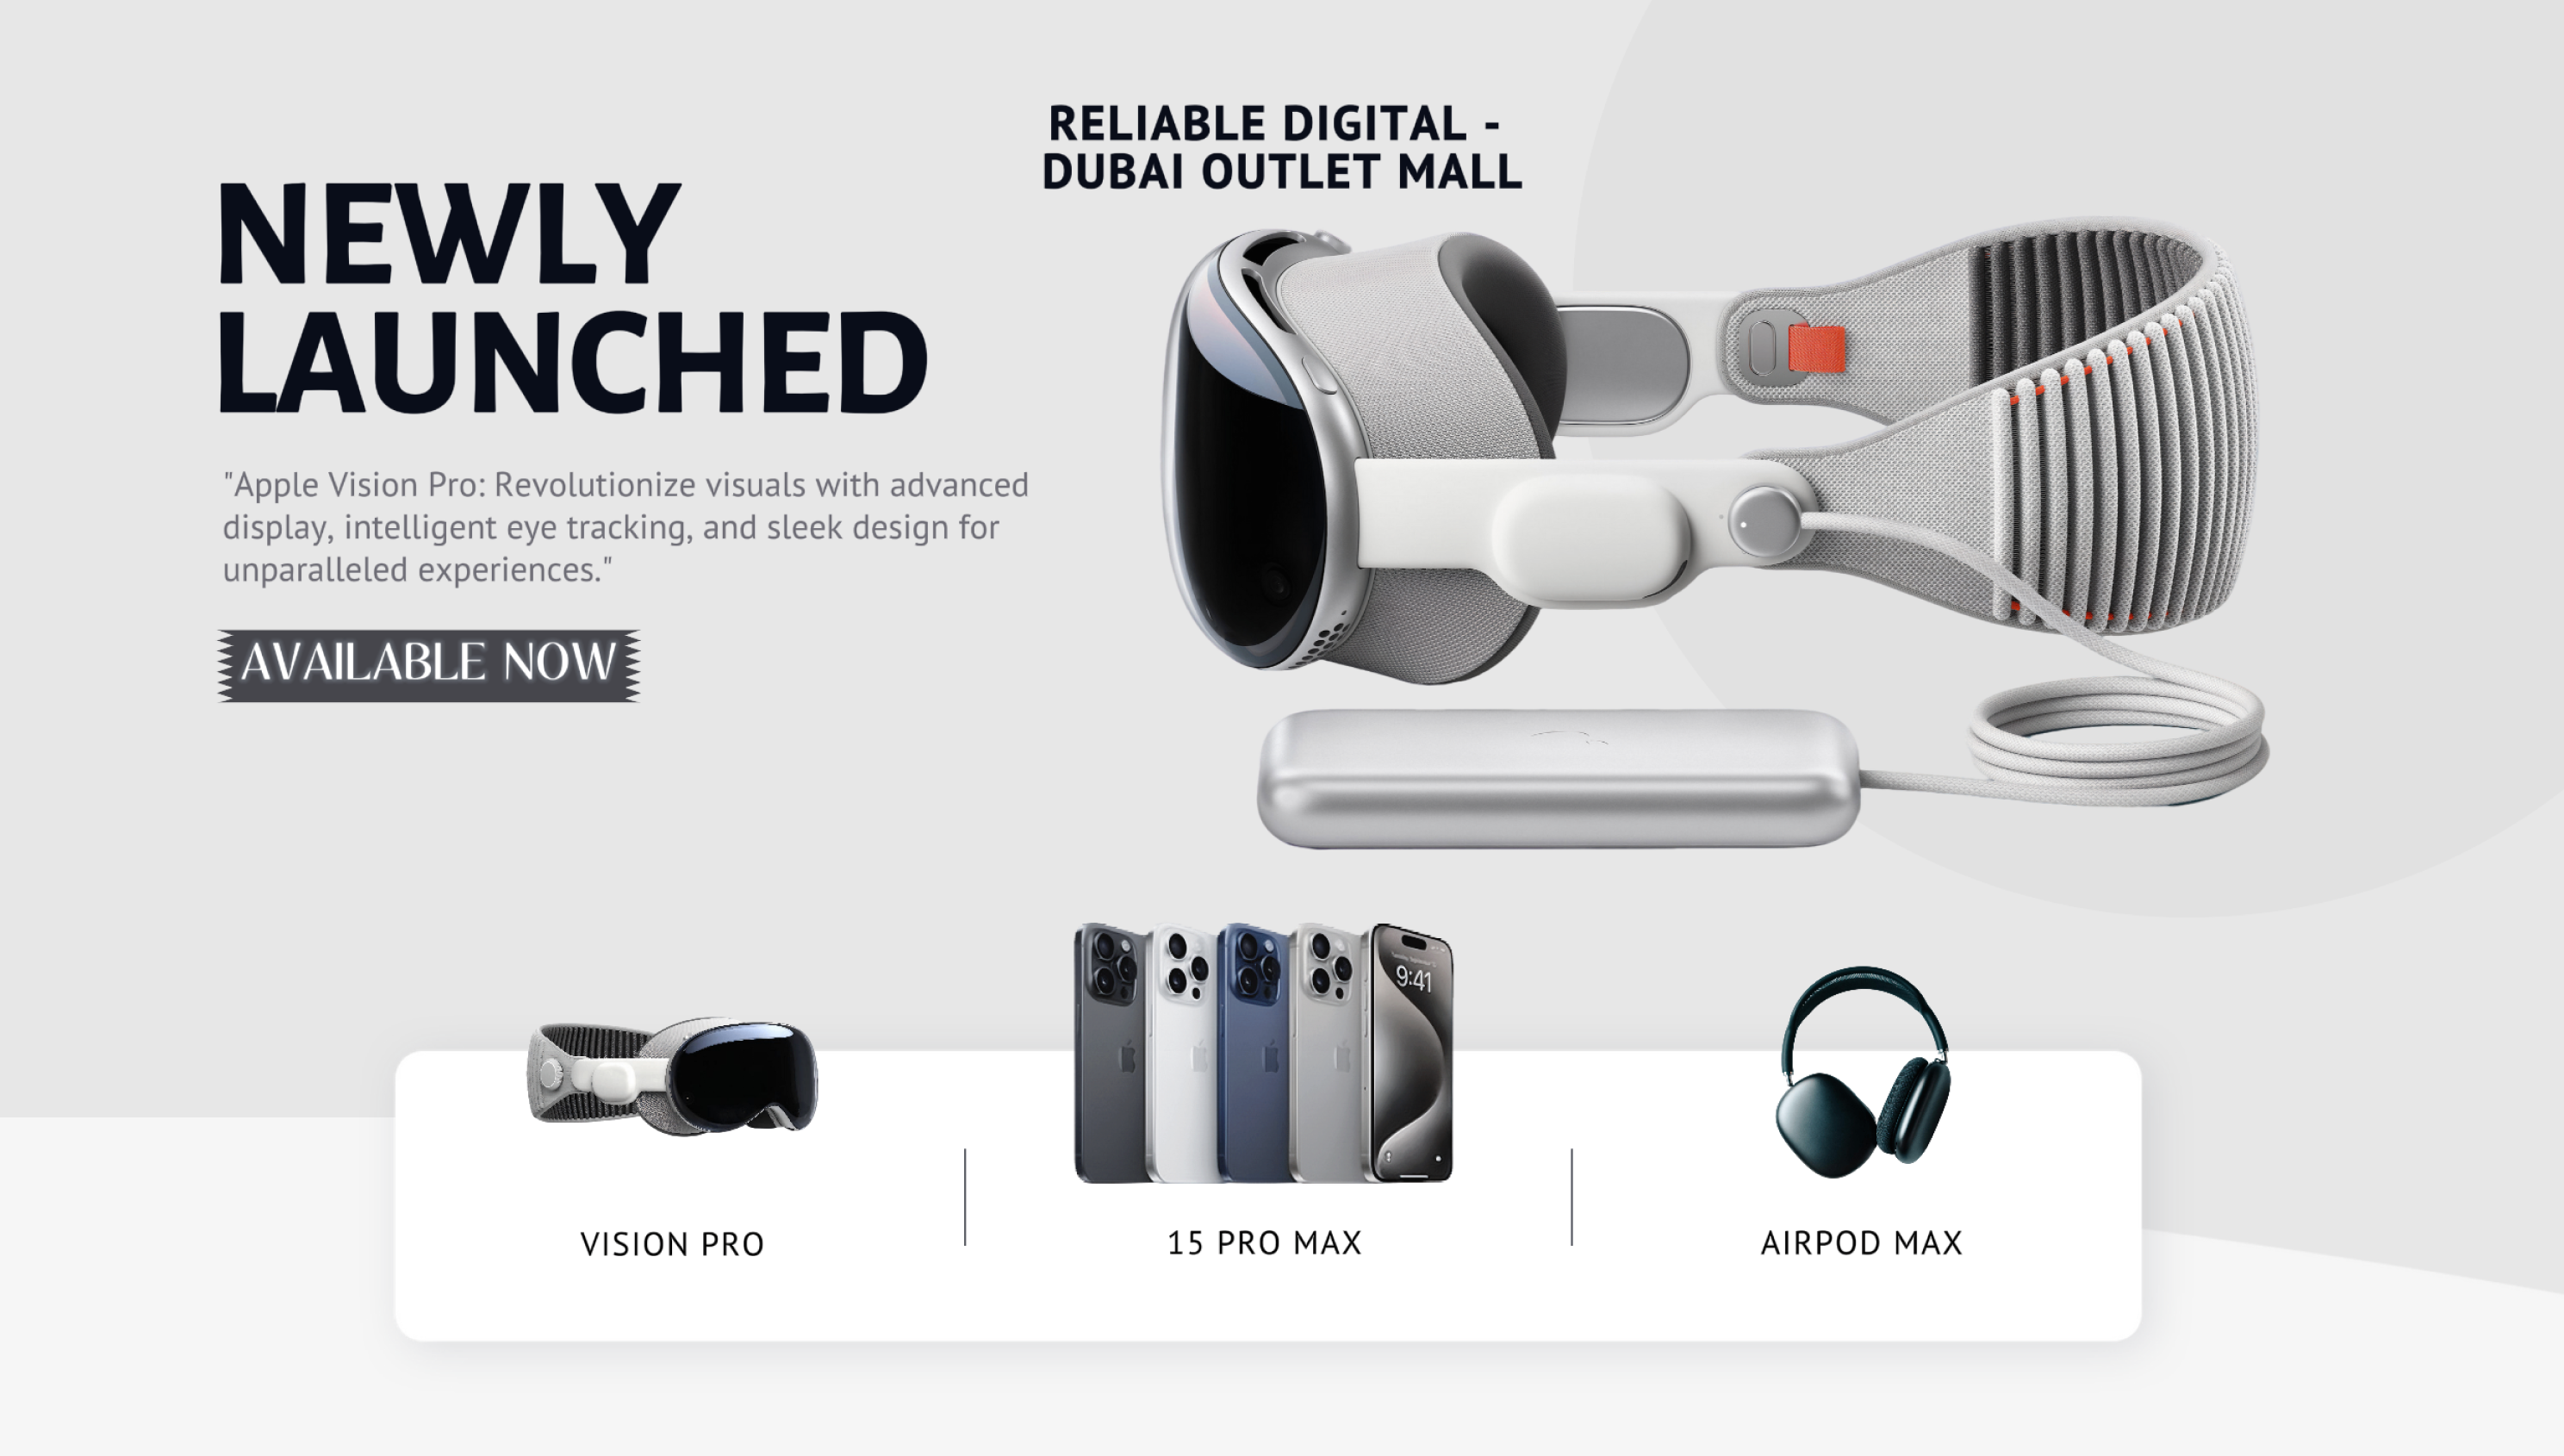 RELIABLE DIGITAL -
DUBAI OUTLET MALL
NEWLY
LAUNCHED
"Apple Vision Pro: Revolutionize visuals with advanced
display, intelligent eye tracking, and sleek design for
unparalleled experiences."
AVAILABLE NOW
9:41
VISION PRO
15 PRO MAX
AIRPOD MAX